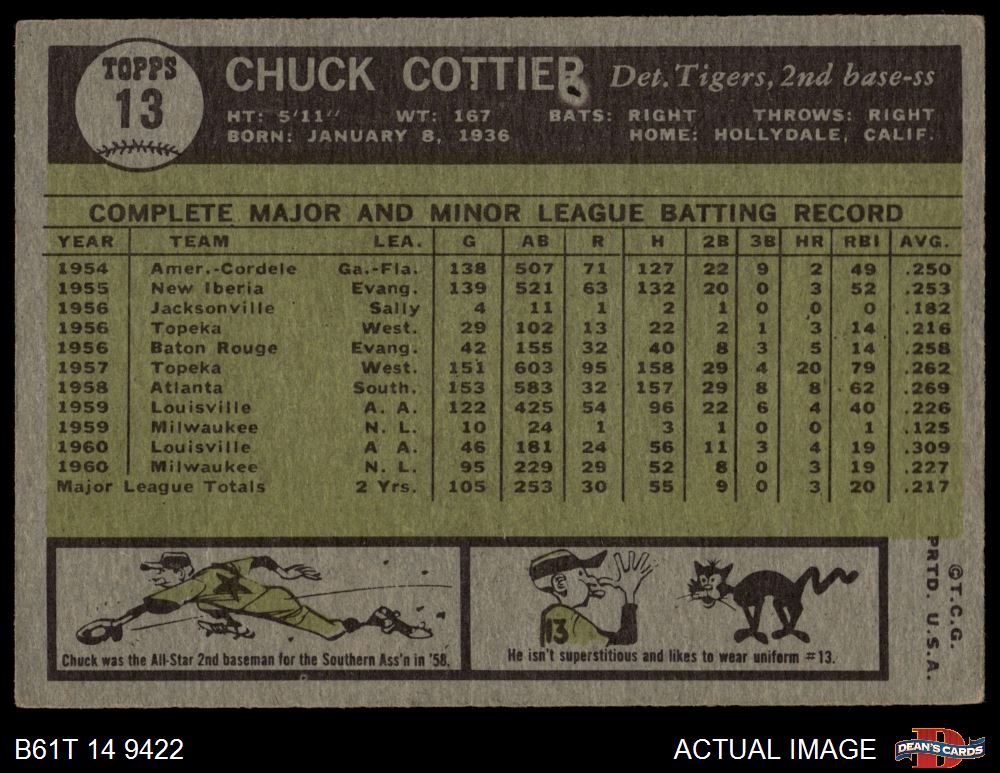 TOPPS
13
CHUCK COTTIER Det. Tigers, 2nd base-ss
HT: 5'11" WT: 167 BATS: RIGHT THROWS: RIGHT
BORN: JANUARY 8, 1936 HOME: HOLLYDALE, CALIF.
COMPLETE MAJOR AND MINOR LEAGUE BATTING RECORD
YEAR TEAM LEA. G AB R H 2B 3B HR RBI AVG.
1954 Amer.-Cordele Ga.-Fla. 138 507 71 127 22 9 2 49 .250
1955 New Iberia Evang. 139 521 63 132 20 0 3 52 .253
1956 Jacksonville Sally 4 11 1 2 1 0 0 0 .182
1956 Topeka West. 29 102 13 22 2 1 3 14 .216
1956 Baton Rouge Evang. 42 155 32 40 8 3 5 14 .258
1957 Topeka West. 151 603 95 158 29 4 20 79 .262
1958 Atlanta South. 153 583 32 157 29 8 8 62 .269
1959 Louisville A. A. 122 425 54 96 22 6 4 40 .226
1959 Milwaukee N. L. 10 24 1 3 1 0 0 1 .125
1960 Louisville A A. 46 181 24 56 11 3 4 19 .309
1960 Milwaukee N. L. 95 229 29 52 8 0 3 19 .227
Major League Totals 2 Yrs. 105 253 30 55 9 0 3 20 .217
13
Chuck was the All-Star 2nd baseman for the Southern Ass'n in '58.
He isn't superstitious and likes to wear uniform #13.
©T.C.G.
PRTD. U.S.A.
B61T 14 9422
ACTUAL IMAGE
D
DEAN'S CARDS